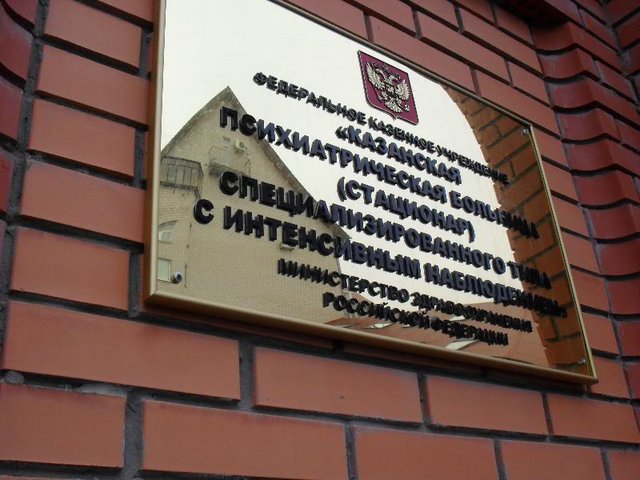 ФЕДЕРАЛЬНОЕ КАЗЕННОЕ УЧРЕЖДЕНИЕ
«КАЗАНСКАЯ
ПСИХИАТРИЧЕСКАЯ БОЛЬНИЦА
(СТАЦИОНАР)
СПЕЦИАЛИЗИРОВАННОГО ТИПА
С ИНТЕНСИВНЫМ НАБЛЮДЕНИЕМ»
МИНИСТЕРСТВО ЗДРАВООХРАНЕНИЯ
РОССИЙСКОЙ ФЕДЕРАЦИИ